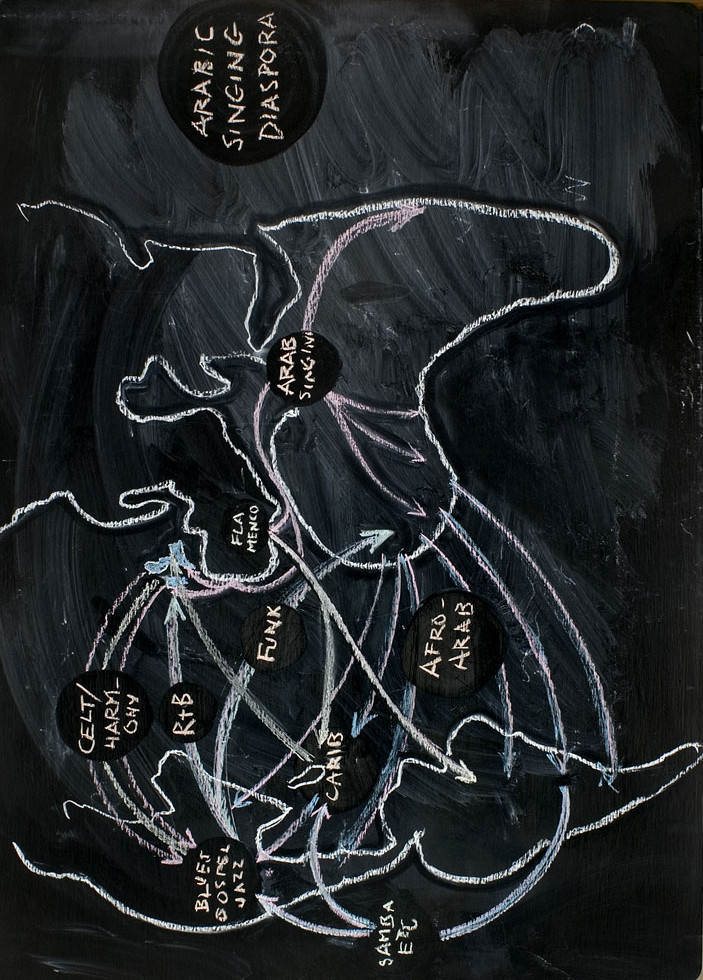 ARABIC
SINGING
DIASPORA
CELT/
HARM-
ONY
R+B
BLUES
GOSPEL
JAZZ
FLA
MENCO
FUNK
ARAB
SINGING
CARIB
SAMBA
ETC
AFRO-
ARAB